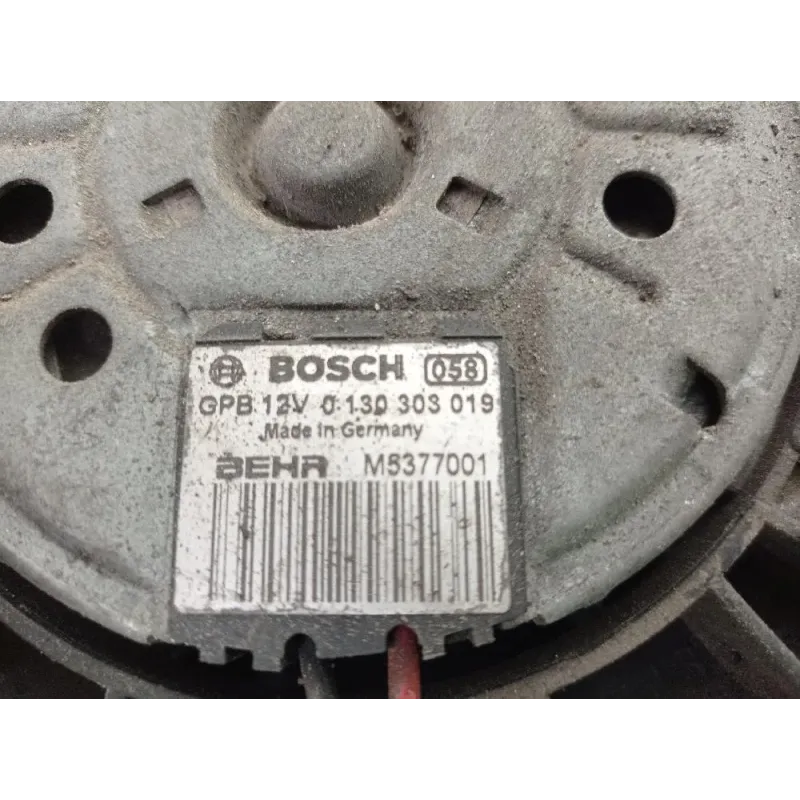 BOSCH 058
GPB 12V 0 130 303 019
Made in Germany
BEHR M5377001